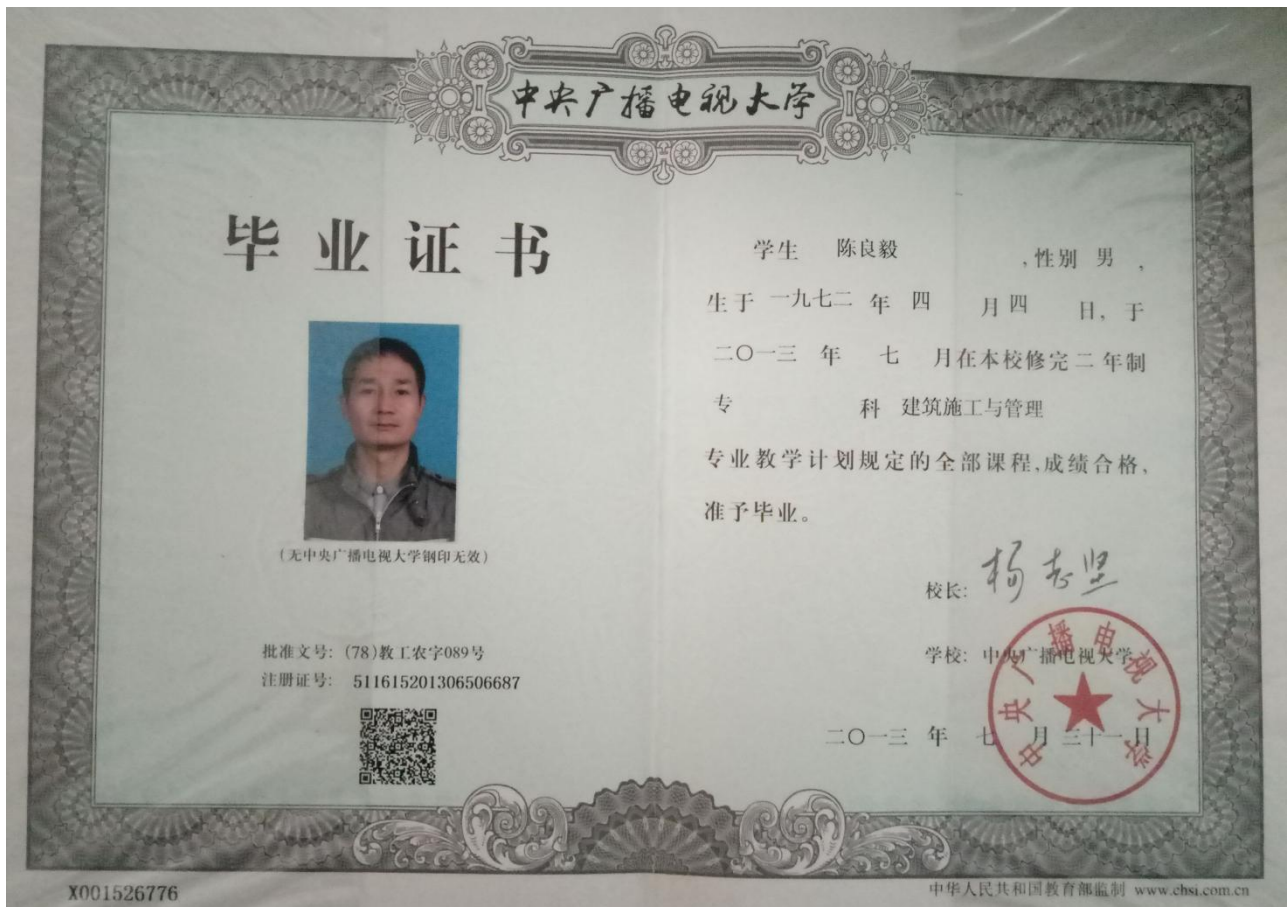 中央广播电视大学
毕业证书
(无中央广播电视大学钢印无效)
批准文号: (78)教工农字089号
注册证号: 511615201306506687
X001526776
学生 陈良毅 ,性别 男 ,
生于 一九七二 年 四 月 四 日, 于
二〇一三 年 七 月在本校修完 二 年制
专 科 建筑施工与管理
专业教学计划规定的全部课程,成绩合格,
准予毕业。
校长: 杨志坚
学校: 中央广播电视大学
二〇一三 年 七 月 三十一 日
中央广播电视大学
中华人民共和国教育部监制 www.chsi.com.cn